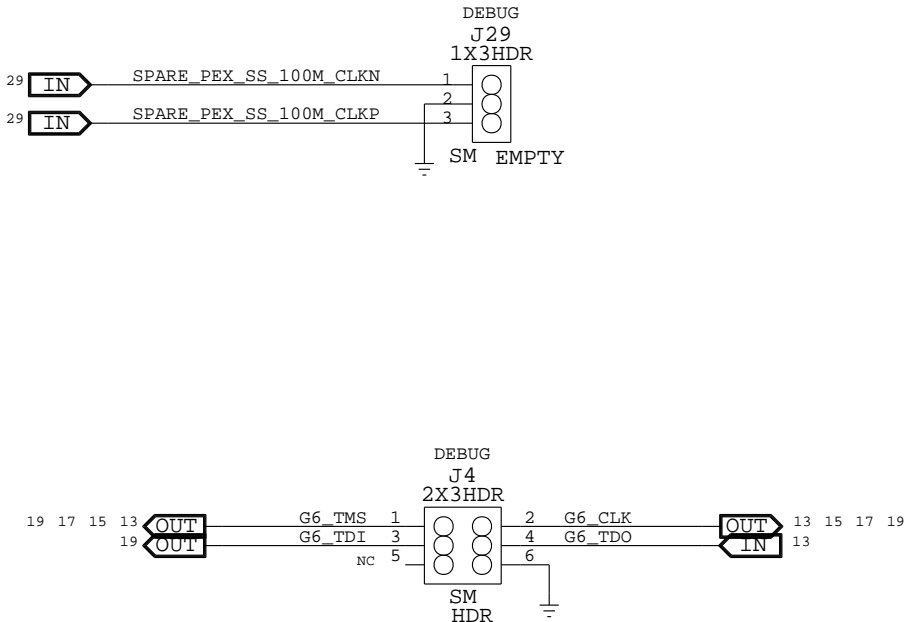 DEBUG
J29
1X3HDR
29 IN SPARE_PEX_SS_100M_CLKN 1
2
29 IN SPARE_PEX_SS_100M_CLKP 3
SM EMPTY
DEBUG
J4
2X3HDR
19 17 15 13 OUT G6_TMS 1 2 G6_CLK OUT 13 15 17 19
19 OUT G6_TDI 3 4 G6_TDO IN 13
NC 5 6
SM
HDR